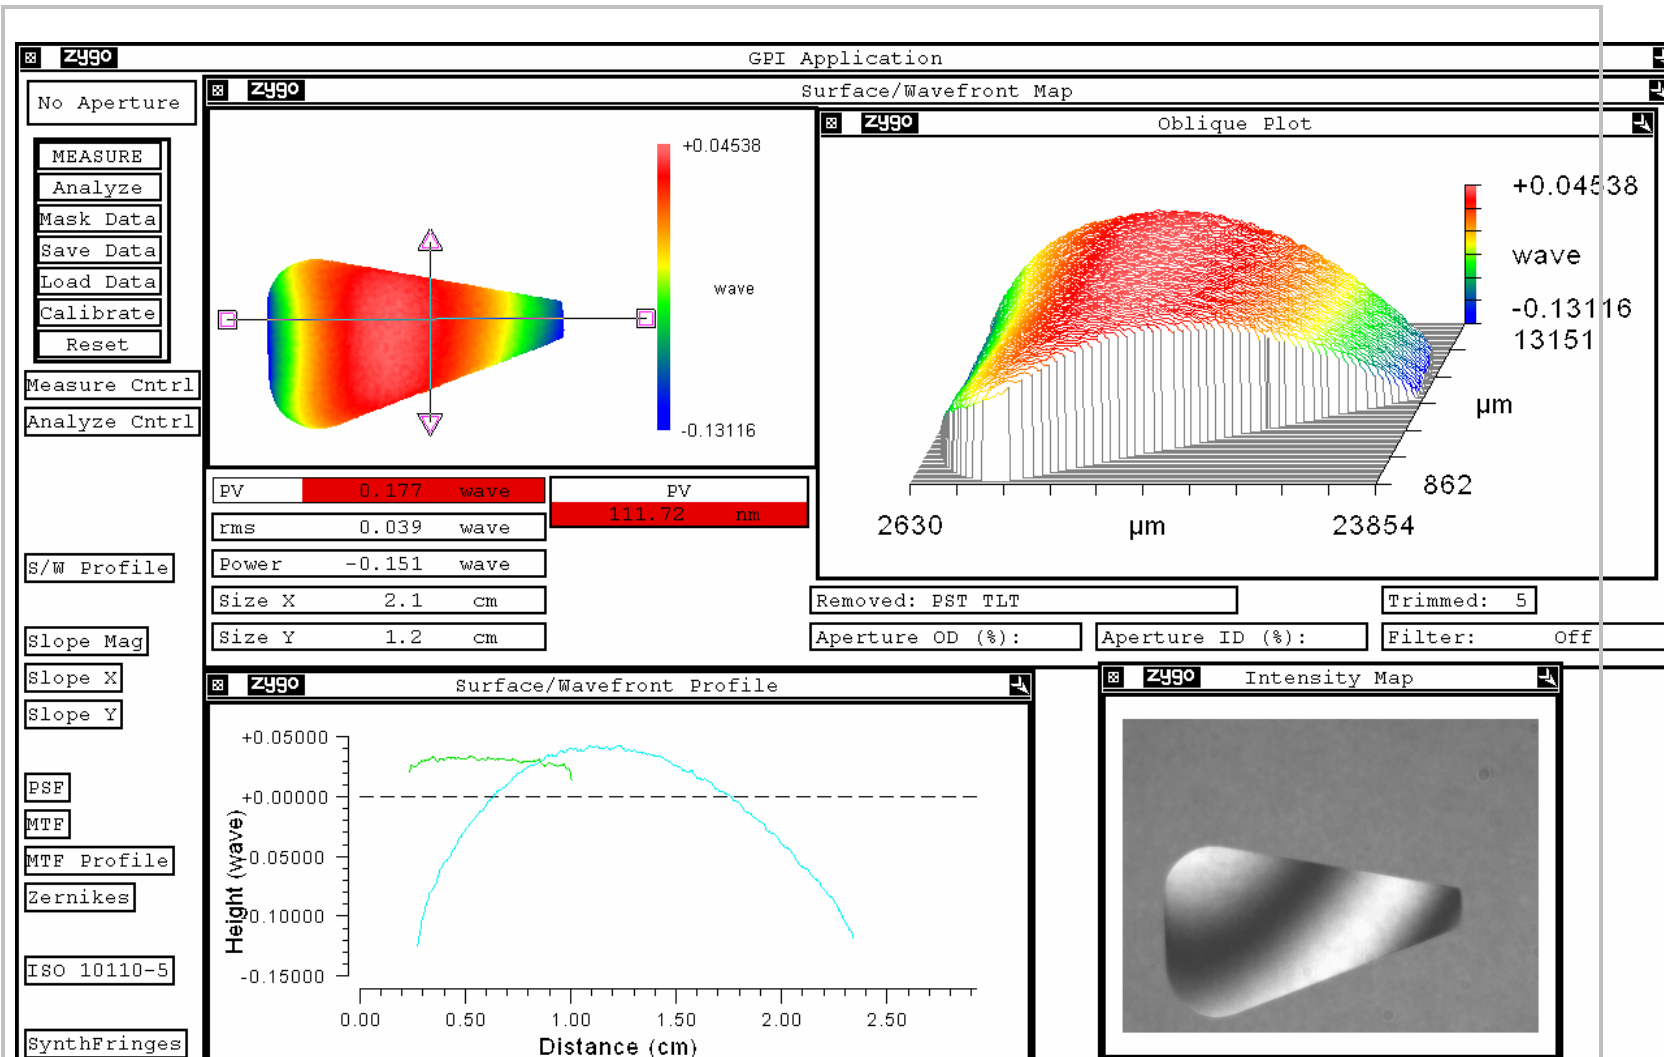 zygo GPI Application
No Aperture
MEASURE
Analyze
Mask Data
Save Data
Load Data
Calibrate
Reset
Measure Cntrl
Analyze Cntrl
S/W Profile
Slope Mag
Slope X
Slope Y
PSF
MTF
MTF Profile
Zernikes
ISO 10110-5
SynthFringes
zygo Surface/Wavefront Map
+0.04538
wave
-0.13116
zygo Oblique Plot
+0.04538
wave
-0.13116
13151
µm
862
2630 µm 23854
PV 0.177 wave
rms 0.039 wave
Power -0.151 wave
Size X 2.1 cm
Size Y 1.2 cm
PV
111.72 nm
Removed: PST TLT
Trimmed: 5
Aperture OD (%):
Aperture ID (%):
Filter: Off
zygo Surface/Wavefront Profile
+0.05000
+0.00000
-0.05000
-0.10000
-0.15000
Height (wave)
0.00 0.50 1.00 1.50 2.00 2.50
Distance (cm)
zygo Intensity Map